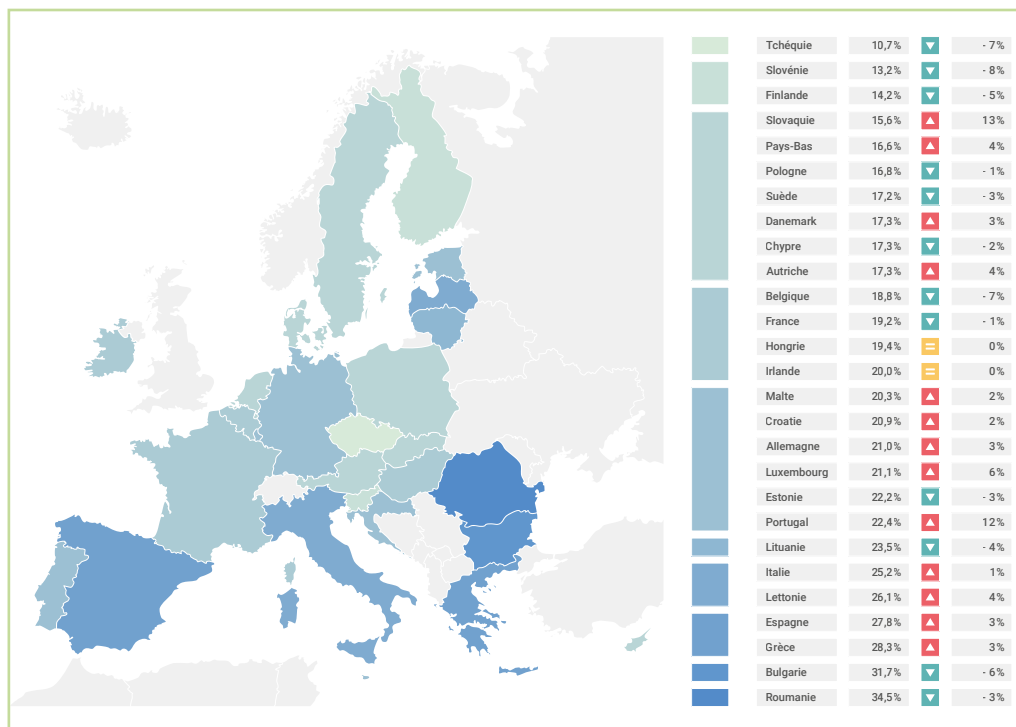 Tchéquie 10,7% - 7%
Slovénie 13,2% - 8%
Finlande 14,2% - 5%
Slovaquie 15,6% 13%
Pays-Bas 16,6% 4%
Pologne 16,8% - 1%
Suède 17,2% - 3%
Danemark 17,3% 3%
Chypre 17,3% - 2%
Autriche 17,3% 4%
Belgique 18,8% - 7%
France 19,2% - 1%
Hongrie 19,4% 0%
Irlande 20,0% 0%
Malte 20,3% 2%
Croatie 20,9% 2%
Allemagne 21,0% 3%
Luxembourg 21,1% 6%
Estonie 22,2% - 3%
Portugal 22,4% 12%
Lituanie 23,5% - 4%
Italie 25,2% 1%
Lettonie 26,1% 4%
Espagne 27,8% 3%
Grèce 28,3% 3%
Bulgarie 31,7% - 6%
Roumanie 34,5% - 3%